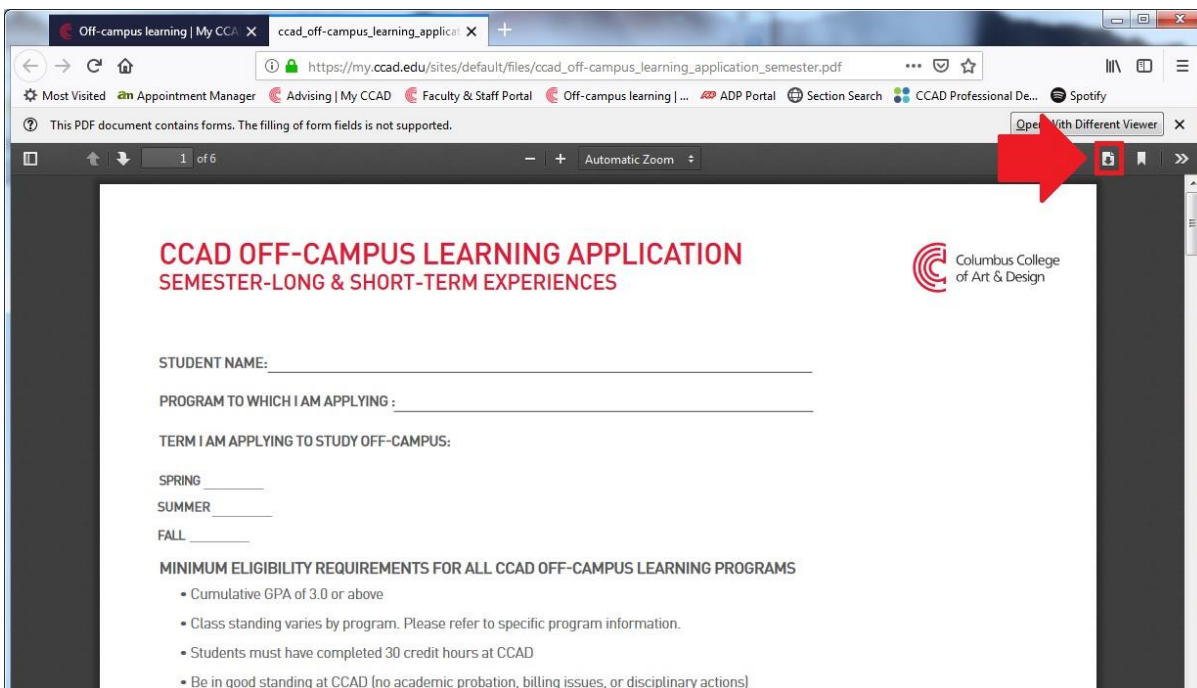 Off-campus learning | My CCA
ccad_off-campus_learning_applicat
https://my.ccad.edu/sites/default/files/ccad_off-campus_learning_application_semester.pdf
Most Visited an Appointment Manager Advising | My CCAD Faculty & Staff Portal Off-campus learning | ... ADP Portal Section Search CCAD Professional De... Spotify
This PDF document contains forms. The filling of form fields is not supported.
With Different Viewer
1 of 6
Automatic Zoom
CCAD OFF-CAMPUS LEARNING APPLICATION
SEMESTER-LONG & SHORT-TERM EXPERIENCES
Columbus College
of Art & Design
STUDENT NAME:
PROGRAM TO WHICH I AM APPLYING :
TERM I AM APPLYING TO STUDY OFF-CAMPUS:
SPRING
SUMMER
FALL
MINIMUM ELIGIBILITY REQUIREMENTS FOR ALL CCAD OFF-CAMPUS LEARNING PROGRAMS
• Cumulative GPA of 3.0 or above
• Class standing varies by program. Please refer to specific program information.
• Students must have completed 30 credit hours at CCAD
• Be in good standing at CCAD (no academic probation, billing issues, or disciplinary actions)